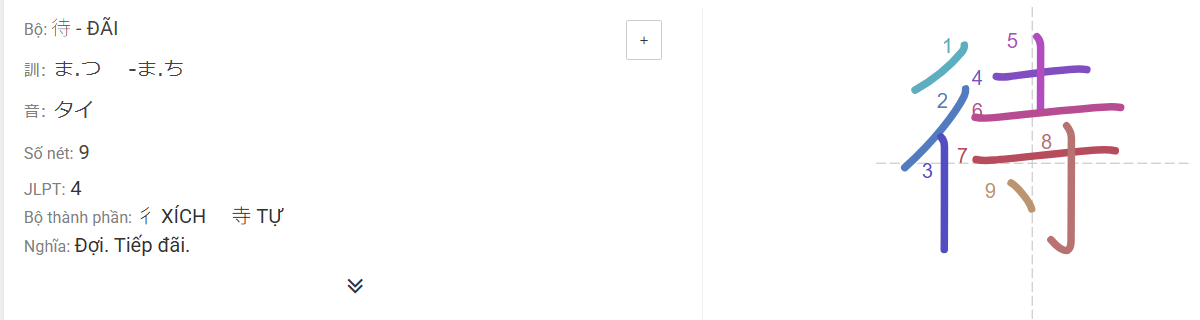 Bộ: 待 - ĐÃI
訓: ま.つ -ま.ち
音: タイ
Số nét: 9
JLPT: 4
Bộ thành phần: 彳 XÍCH 寺 TỰ
Nghĩa: Đợi. Tiếp đãi.
+
待
1
2
3
4
5
6
7
8
9